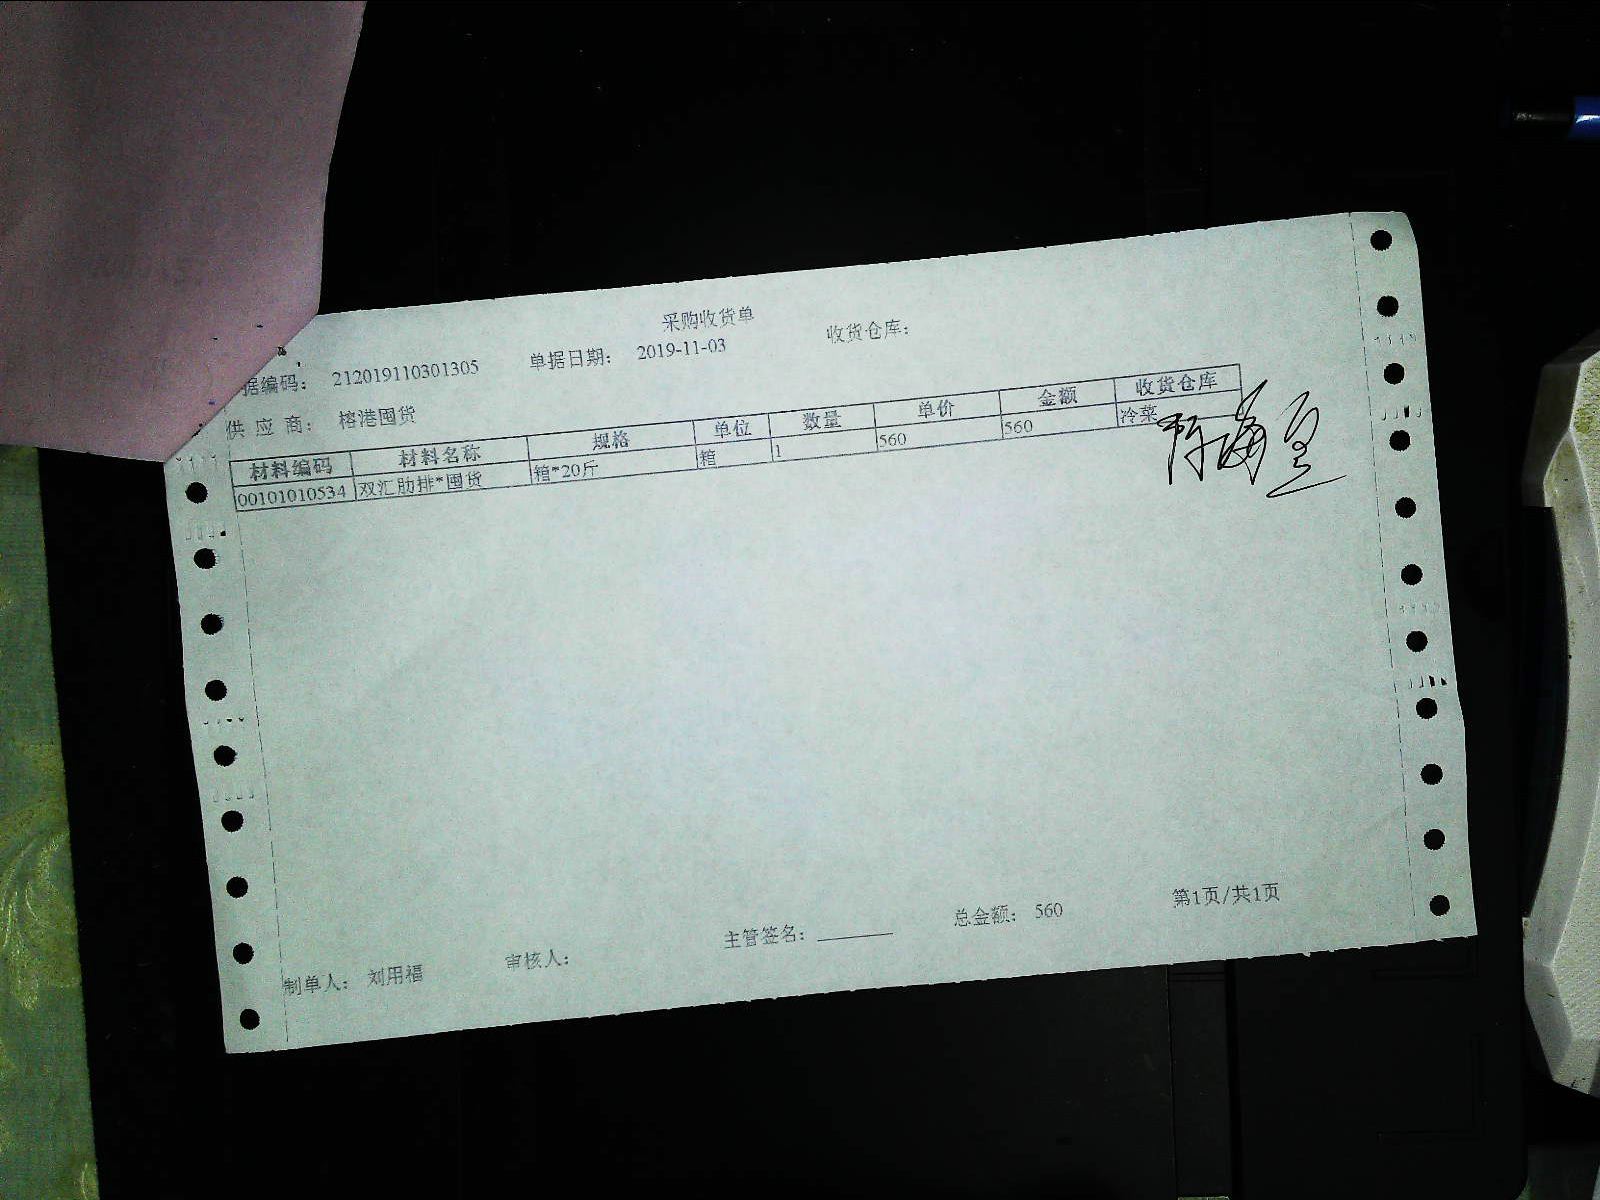 采购收货单
据编码: 212019110301305 单据日期: 2019-11-03 收货仓库:
供 应 商: 榕港囤货
材料编码 材料名称 规格 单位 数量 单价 金额 收货仓库
00101010534 双汇肋排*囤货 箱*20斤 箱 1 560 560 冷菜
制单人: 刘用福 审核人: 主管签名: 总金额: 560 第1页/共1页